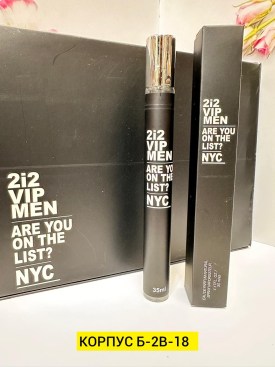 2i2
VIP
MEN
ARE YOU
ON THE
LIST?
NYC
2i2
VIP
MEN
ARE YOU
ON THE
LIST?
NYC
35ml
2i2
VIP
MEN
ARE YOU
ON THE
LIST?
NYC
КОРПУС Б-2В-18